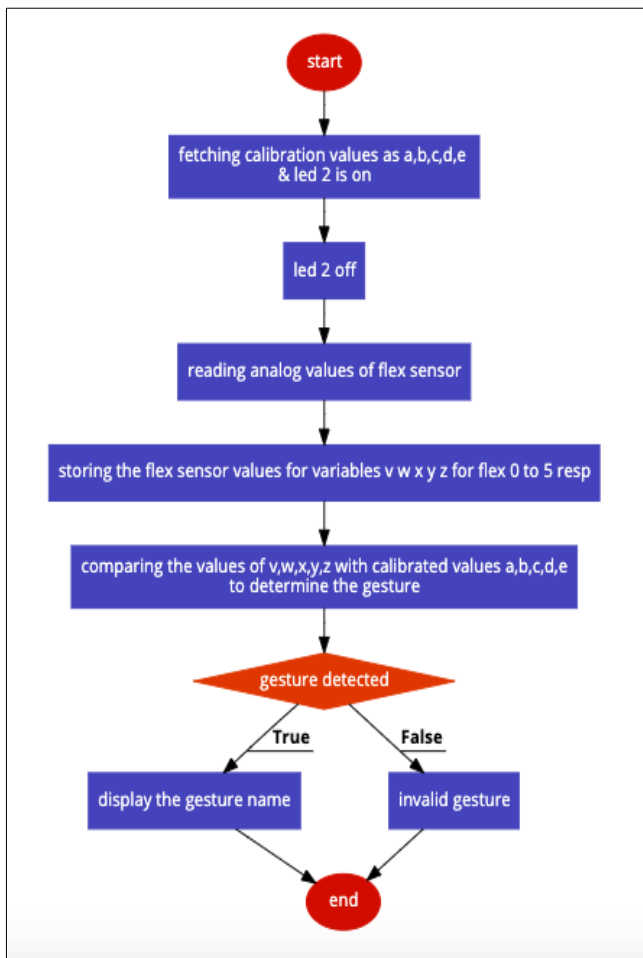 start
fetching calibration values as a,b,c,d,e
& led 2 is on
led 2 off
reading analog values of flex sensor
storing the flex sensor values for variables v w x y z for flex 0 to 5 resp
comparing the values of v,w,x,y,z with calibrated values a,b,c,d,e
to determine the gesture
gesture detected
True
False
display the gesture name
invalid gesture
end